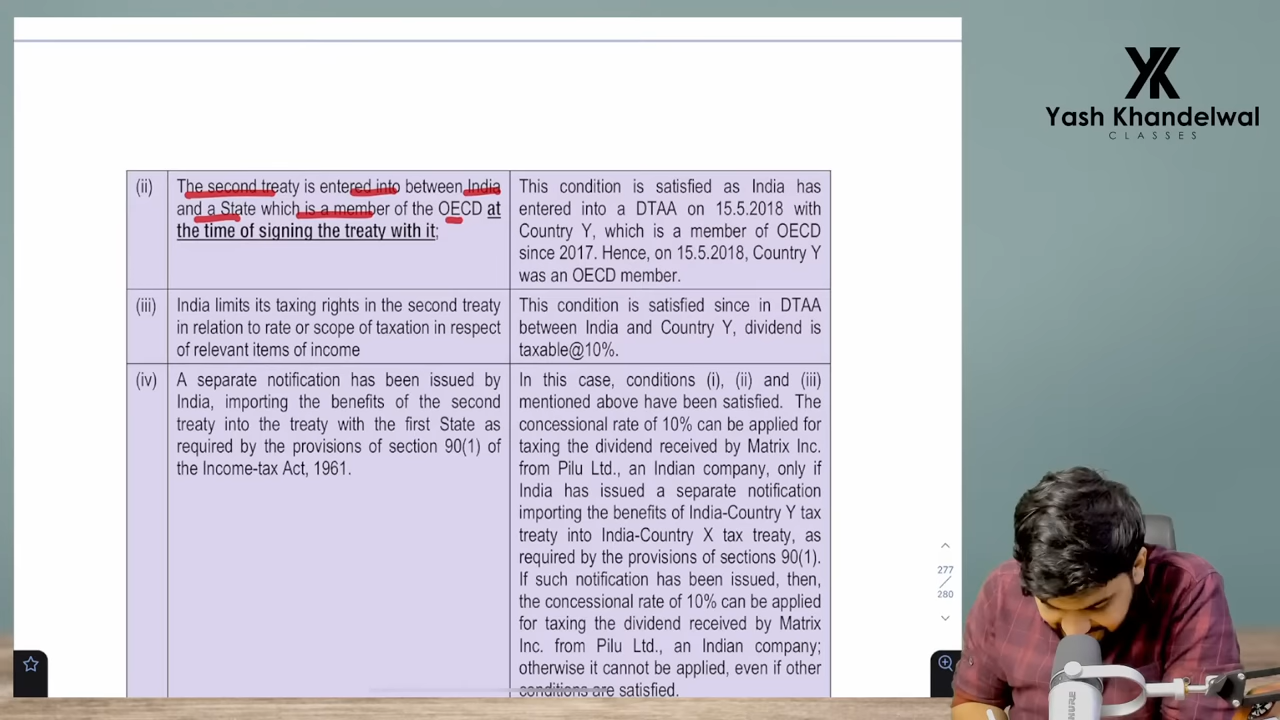 YK
Yash Khandelwal
CLASSES
(ii)
The second treaty is entered into between India
and a State which is a member of the OECD at
the time of signing the treaty with it;
This condition is satisfied as India has
entered into a DTAA on 15.5.2018 with
Country Y, which is a member of OECD
since 2017. Hence, on 15.5.2018, Country Y
was an OECD member.
(iii)
India limits its taxing rights in the second treaty
in relation to rate or scope of taxation in respect
of relevant items of income
This condition is satisfied since in DTAA
between India and Country Y, dividend is
taxable@10%.
(iv)
A separate notification has been issued by
India, importing the benefits of the second
treaty into the treaty with the first State as
required by the provisions of section 90(1) of
the Income-tax Act, 1961.
In this case, conditions (i), (ii) and (iii)
mentioned above have been satisfied. The
concessional rate of 10% can be applied for
taxing the dividend received by Matrix Inc.
from Pilu Ltd., an Indian company, only if
India has issued a separate notification
importing the benefits of India-Country Y tax
treaty into India-Country X tax treaty, as
required by the provisions of sections 90(1).
If such notification has been issued, then,
the concessional rate of 10% can be applied
for taxing the dividend received by Matrix
Inc. from Pilu Ltd., an Indian company;
otherwise it cannot be applied, even if other
conditions are satisfied.
277
280